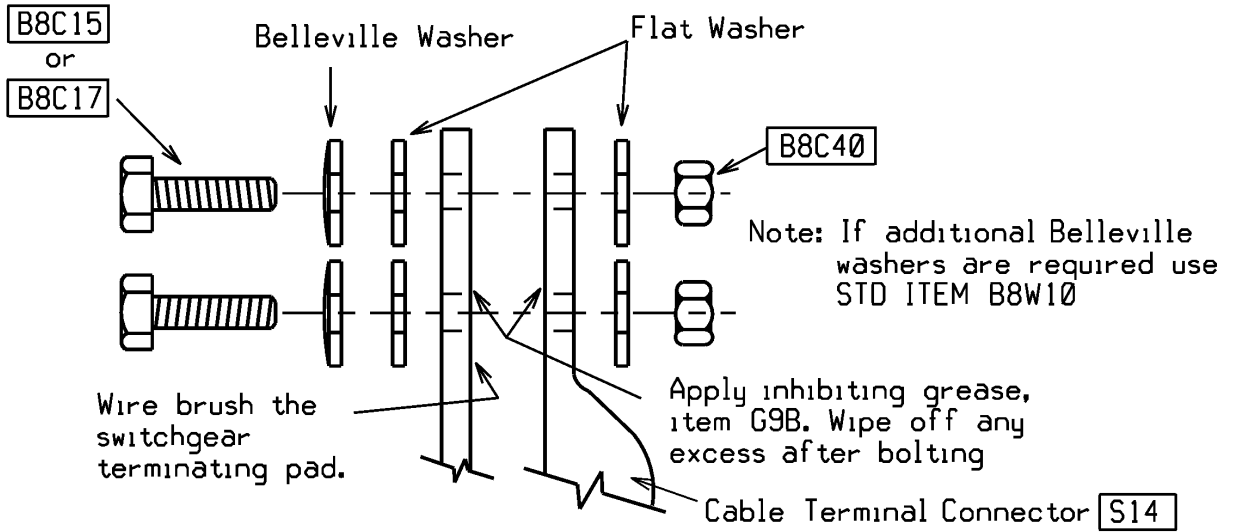 B8C15
or
B8C17
Belleville Washer
Flat Washer
B8C40
Note: If additional Belleville
washers are required use
STD ITEM B8W10
Wire brush the
switchgear
terminating pad.
Apply inhibiting grease,
item G9B. Wipe off any
excess after bolting
Cable Terminal Connector S14